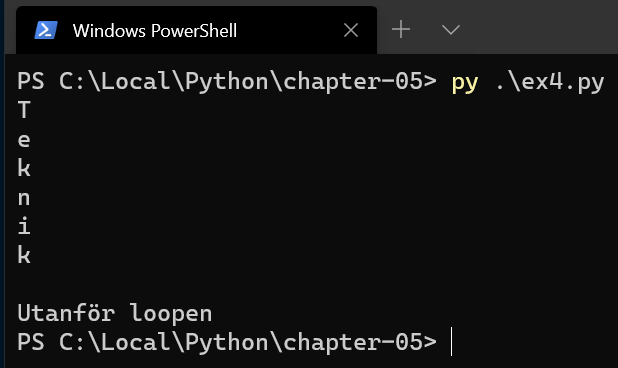 Windows PowerShell
PS C:\Local\Python\chapter-05> py .\ex4.py
T
e
k
n
i
k
Utanför loopen
PS C:\Local\Python\chapter-05>